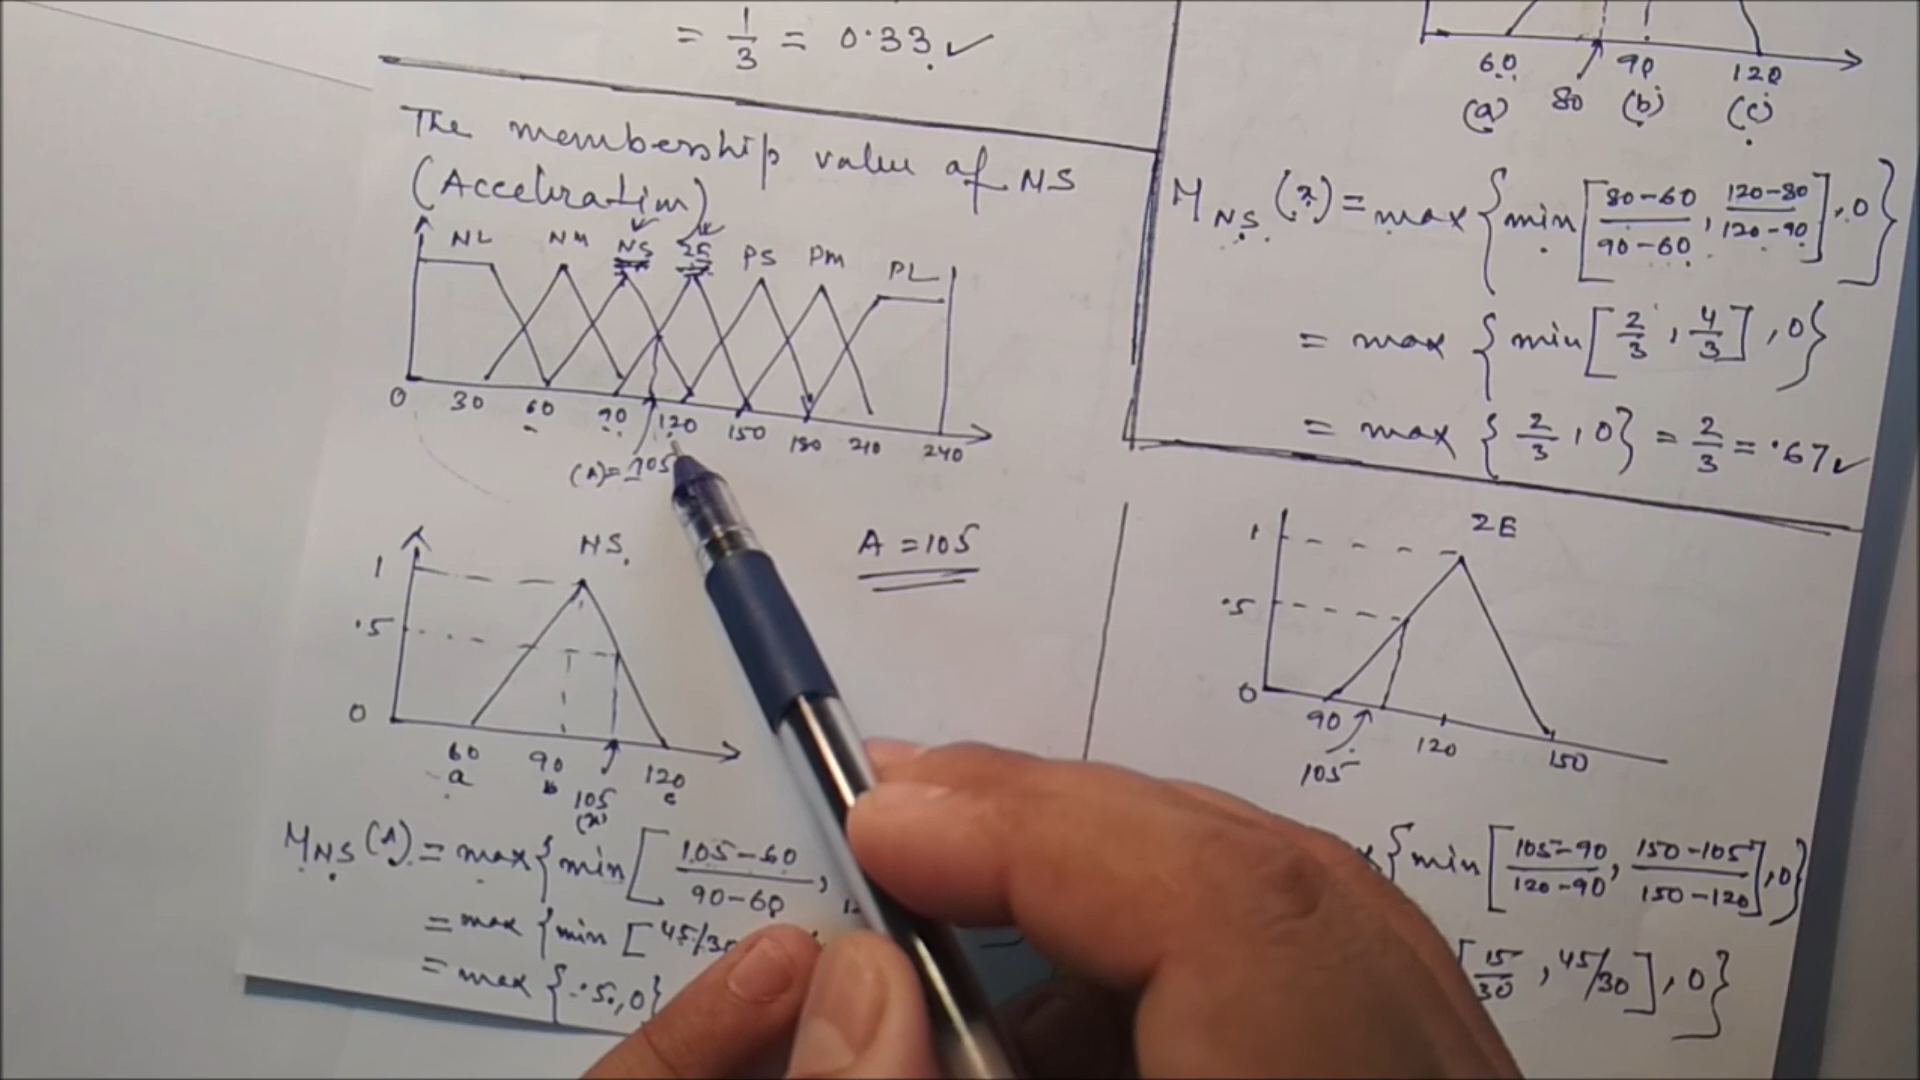 = 1/3 = 0.33 ✓
The membership value of NS
(Acceleratim)
NL NM NS ZE PS PM PL
0 30 60 90 120 150 180 210 240
(A)=105
NS
A = 105
1
.5
0
60 90 105 120
a b (x) c
M NS (A) = max{min[105-60/90-60,
= max {min [45/30
= max {.5,0}
60 80 90 120
(a) (b) (c)
M NS (x) = max {min [80-60/90-60, 120-80/120-90], 0}
= max {min [2/3, 4/3], 0}
= max {2/3, 0} = 2/3 = .67 ✓
ZE
1
.5
0
90 105 120 150
{min [105-90/120-90, 150-105/150-120], 0}
[15/30, 45/30], 0}